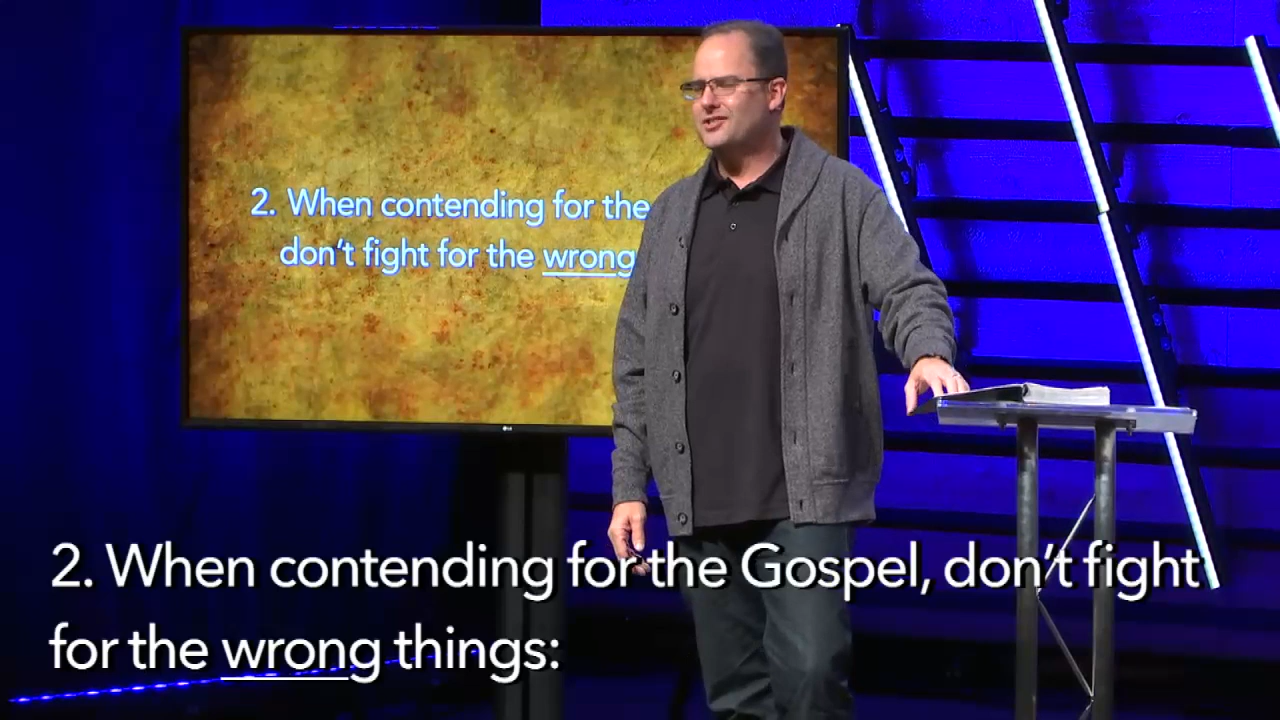 2. When contending for the
don't fight for the wrong
LG
2. When contending for the Gospel, don't fight
for the wrong things: